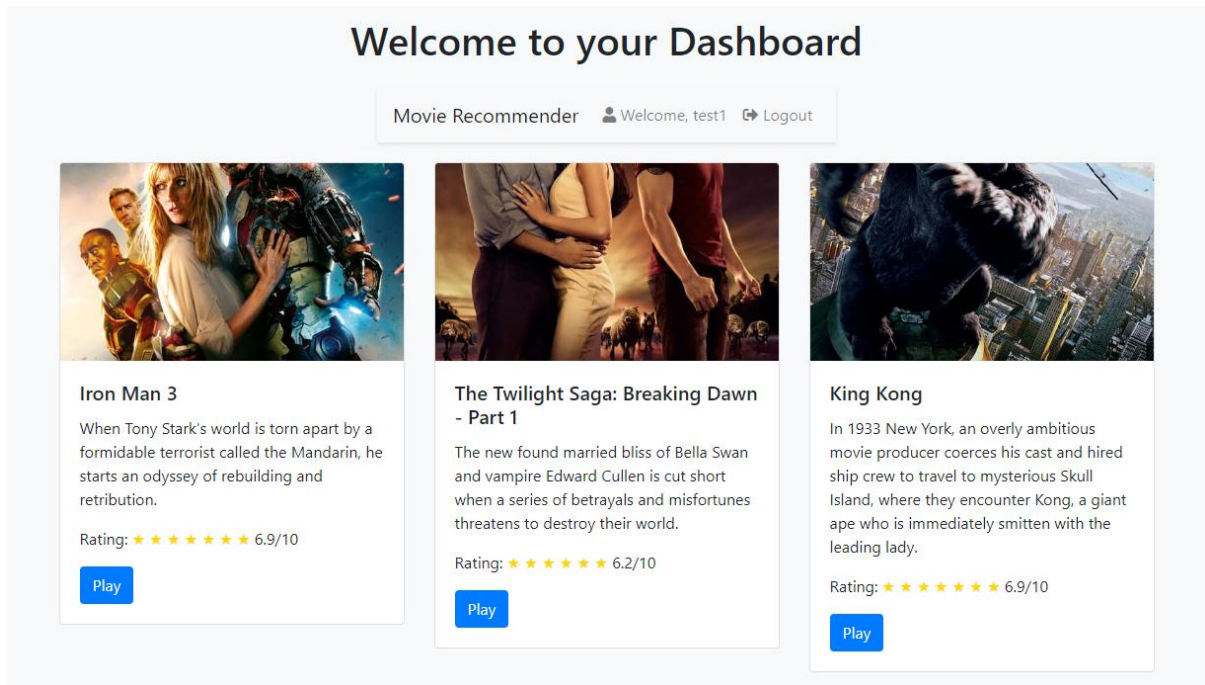 Welcome to your Dashboard
Movie Recommender Welcome, test1 Logout
Iron Man 3
When Tony Stark's world is torn apart by a
formidable terrorist called the Mandarin, he
starts an odyssey of rebuilding and
retribution.
Rating: ★ ★ ★ ★ ★ ★ ★ 6.9/10
Play
The Twilight Saga: Breaking Dawn
- Part 1
The new found married bliss of Bella Swan
and vampire Edward Cullen is cut short
when a series of betrayals and misfortunes
threatens to destroy their world.
Rating: ★ ★ ★ ★ ★ ★ 6.2/10
Play
King Kong
In 1933 New York, an overly ambitious
movie producer coerces his cast and hired
ship crew to travel to mysterious Skull
Island, where they encounter Kong, a giant
ape who is immediately smitten with the
leading lady.
Rating: ★ ★ ★ ★ ★ ★ ★ 6.9/10
Play